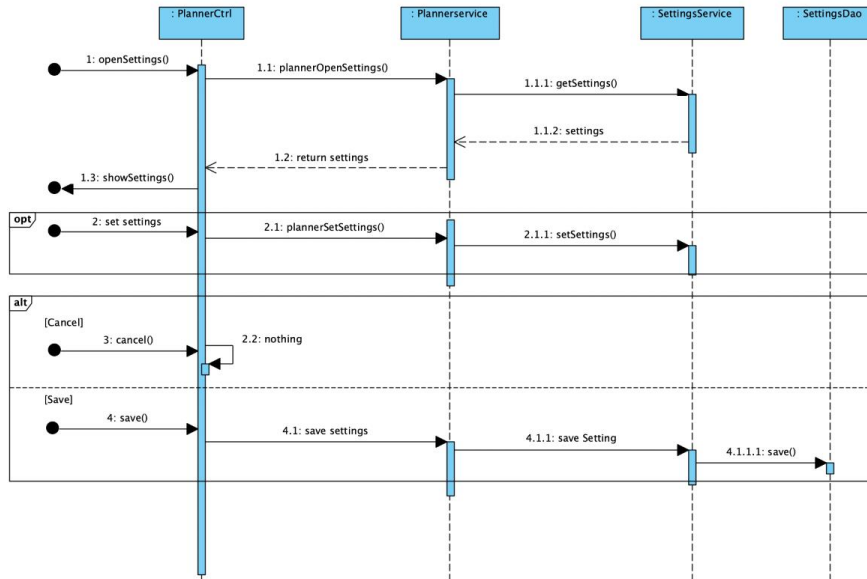 : PlannerCtrl
: Plannerservice
: SettingsService
: SettingsDao
1: openSettings()
1.1: plannerOpenSettings()
1.1.1: getSettings()
1.1.2: settings
1.2: return settings
1.3: showSettings()
opt
2: set settings
2.1: plannerSetSettings()
2.1.1: setSettings()
alt
[Cancel]
3: cancel()
2.2: nothing
[Save]
4: save()
4.1: save settings
4.1.1: save Setting
4.1.1.1: save()